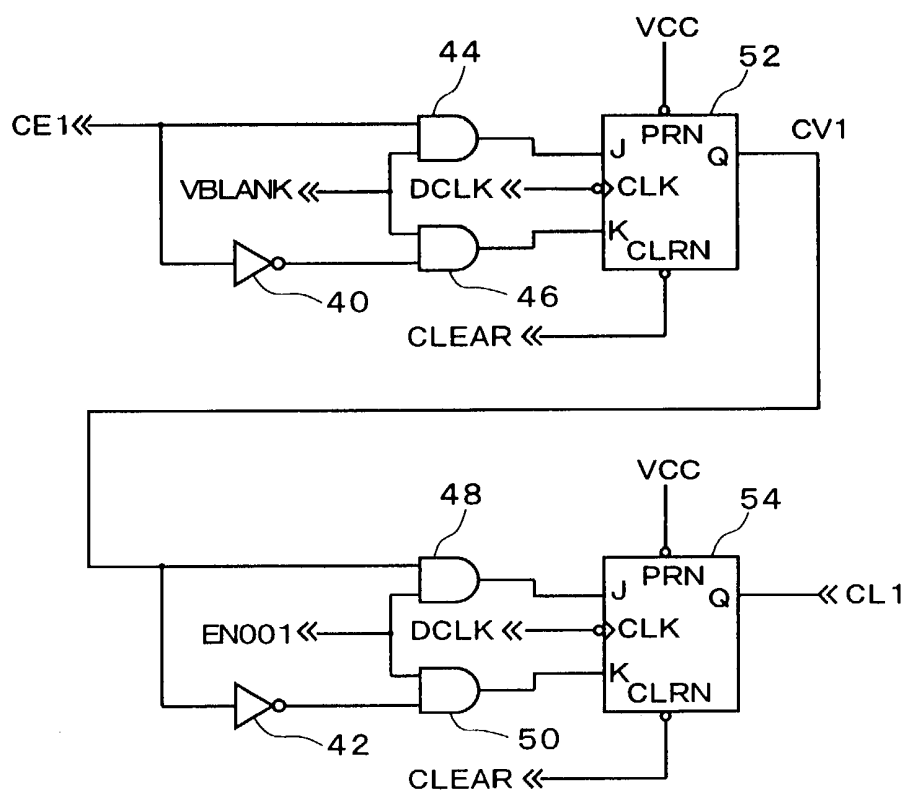 VCC
44
52
CE1
PRN
CV1
J
Q
VBLANK
DCLK
CLK
K
CLRN
40
46
CLEAR
VCC
48
54
PRN
J
Q
CL1
EN001
DCLK
CLK
K
CLRN
42
50
CLEAR